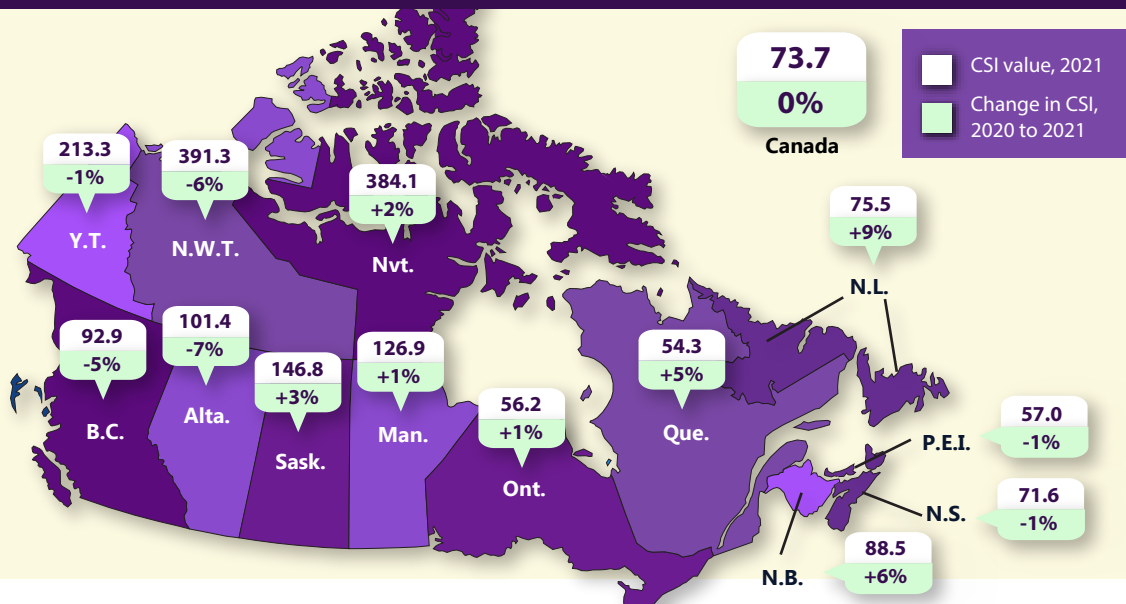 73.7
0%
Canada
CSI value, 2021
Change in CSI,
2020 to 2021
213.3
-1%
Y.T.
391.3
-6%
N.W.T.
384.1
+2%
Nvt.
75.5
+9%
N.L.
92.9
-5%
B.C.
101.4
-7%
Alta.
146.8
+3%
Sask.
126.9
+1%
Man.
56.2
+1%
Ont.
54.3
+5%
Que.
57.0
-1%
P.E.I.
71.6
-1%
N.S.
88.5
+6%
N.B.